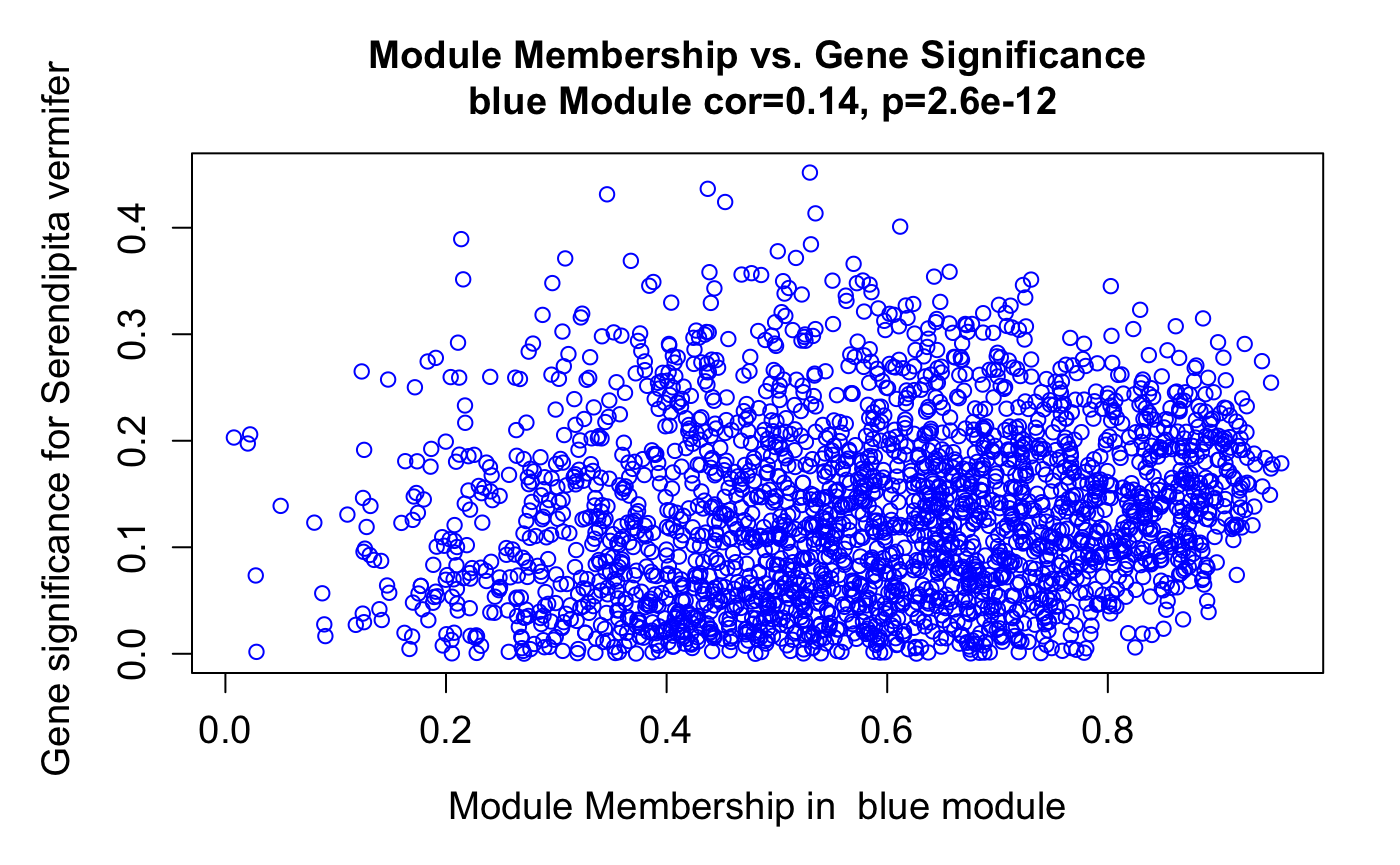 Module Membership vs. Gene Significance
blue Module cor=0.14, p=2.6e-12
Gene significance for Serendipita vermifer
0.4
0.3
0.2
0.1
0.0
0.0 0.2 0.4 0.6 0.8
Module Membership in  blue module